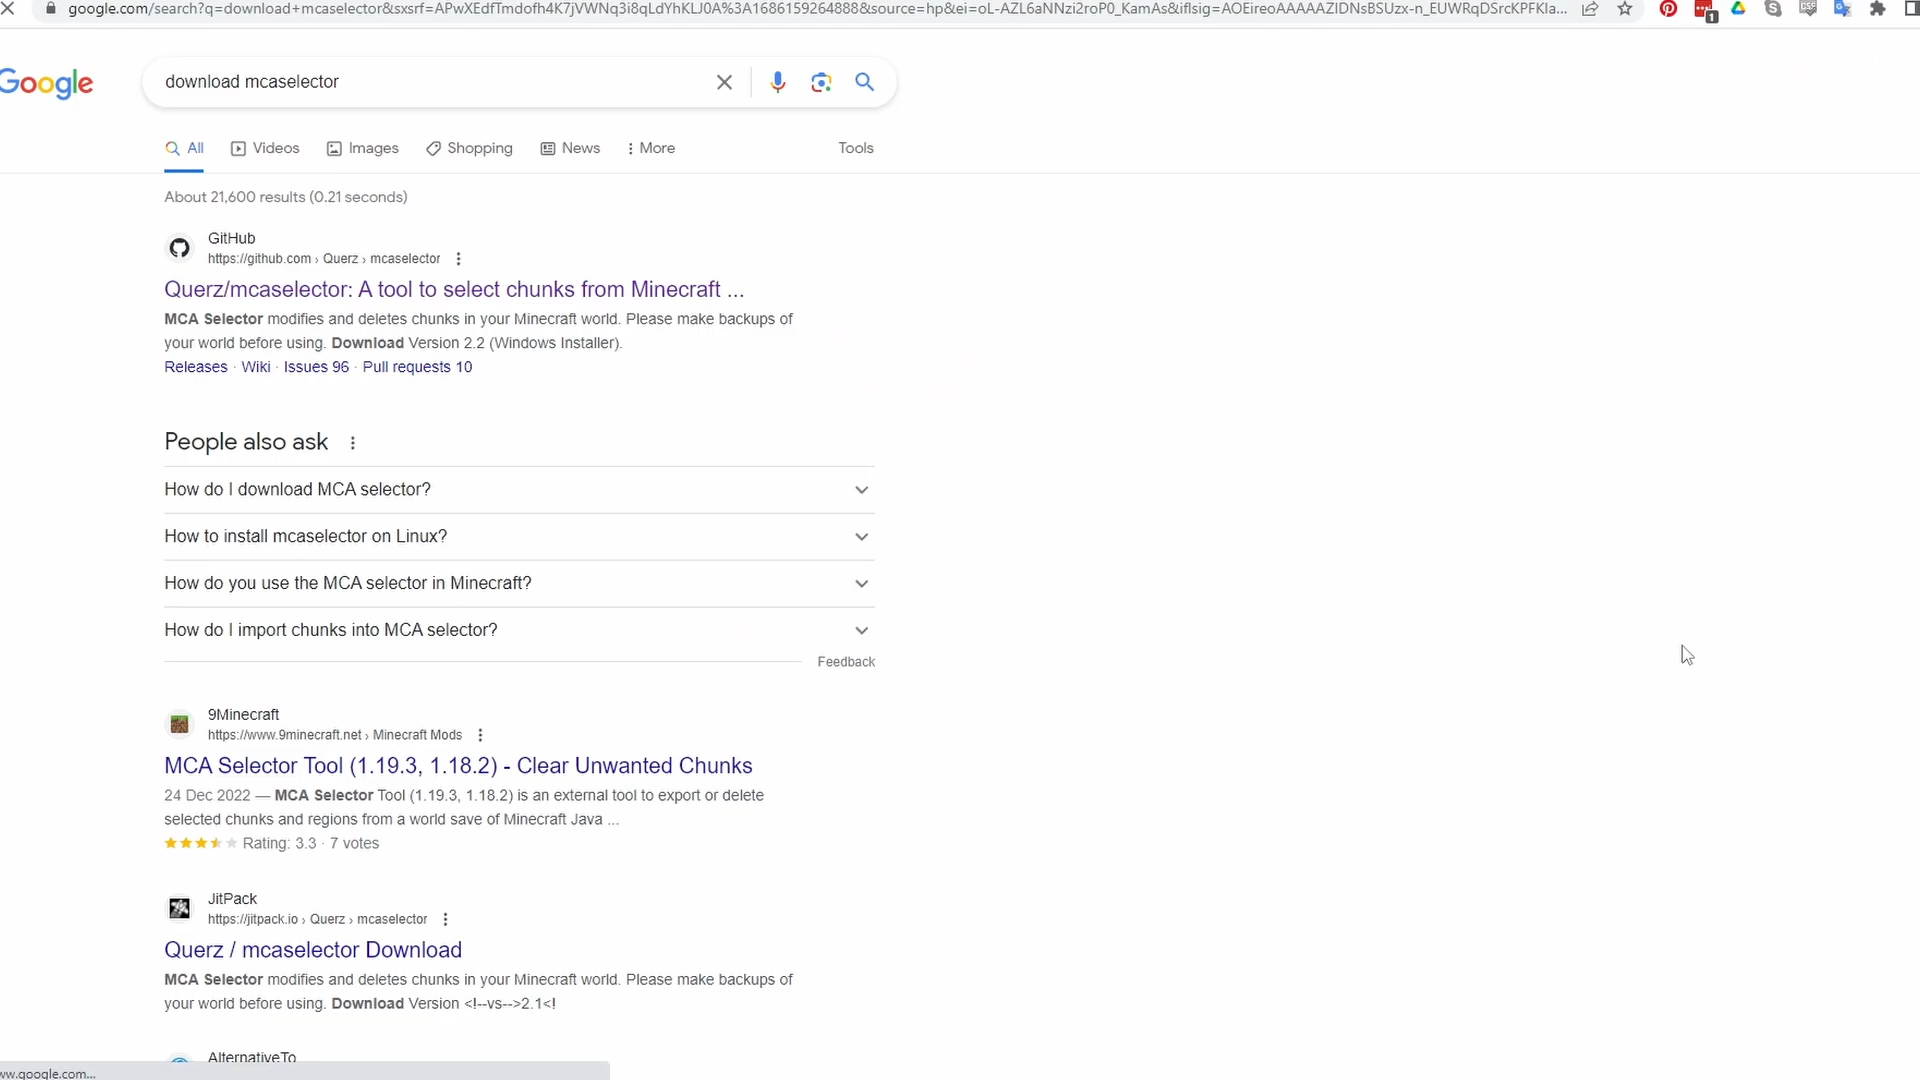 google.com/search?q=download+mcaselector&sxsrf=APwXEdfTmdofh4K7jVWNq3i8qLdYhKLJ0A%3A1686159264888&source=hp&ei=oL-AZL6aNNzi2roP0_KamAs&iflsig=AOEireoAAAAAZIDNsBSUzx-n_EUWRqDSrcKPFKIa...
Google
download mcaselector
All Videos Images Shopping News More Tools
About 21,600 results (0.21 seconds)
GitHub
https://github.com › Querz › mcaselector
Querz/mcaselector: A tool to select chunks from Minecraft ...
MCA Selector modifies and deletes chunks in your Minecraft world. Please make backups of
your world before using. Download Version 2.2 (Windows Installer).
Releases · Wiki · Issues 96 · Pull requests 10
People also ask
How do I download MCA selector?
How to install mcaselector on Linux?
How do you use the MCA selector in Minecraft?
How do I import chunks into MCA selector?
Feedback
9Minecraft
https://www.9minecraft.net › Minecraft Mods
MCA Selector Tool (1.19.3, 1.18.2) - Clear Unwanted Chunks
24 Dec 2022 — MCA Selector Tool (1.19.3, 1.18.2) is an external tool to export or delete
selected chunks and regions from a world save of Minecraft Java ...
Rating: 3.3 · 7 votes
JitPack
https://jitpack.io › Querz › mcaselector
Querz / mcaselector Download
MCA Selector modifies and deletes chunks in your Minecraft world. Please make backups of
your world before using. Download Version <!--vs-->2.1<!
AlternativeTo
ww.google.com...